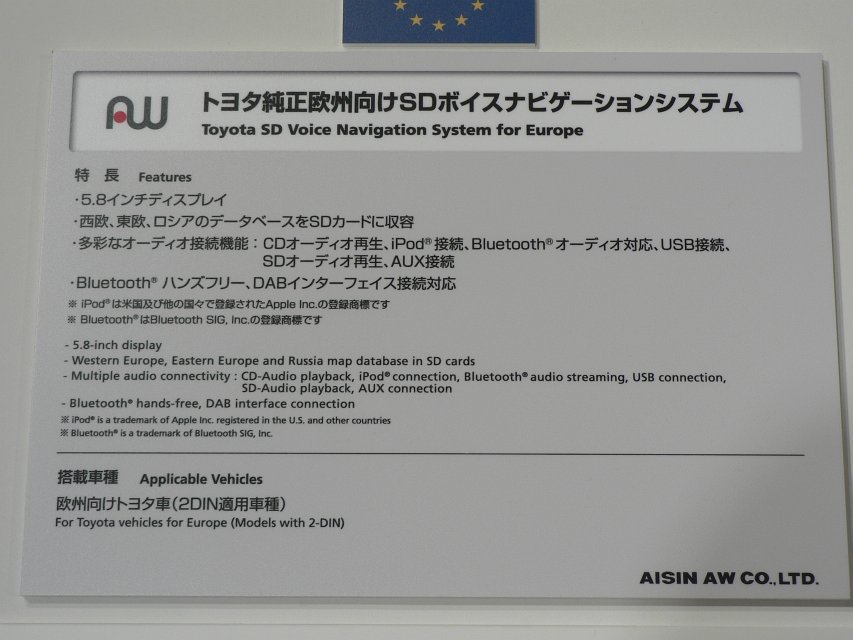 AW
トヨタ純正欧州向けSDボイスナビゲーションシステム
Toyota SD Voice Navigation System for Europe
特 長 Features
・5.8インチディスプレイ
・西欧、東欧、ロシアのデータベースをSDカードに収容
・多彩なオーディオ接続機能：CDオーディオ再生、iPod®接続、Bluetooth®オーディオ対応、USB接続、
SDオーディオ再生、AUX接続
・Bluetooth® ハンズフリー、DABインターフェイス接続対応
※ iPod®は米国及び他の国々で登録されたApple Inc.の登録商標です
※ Bluetooth®はBluetooth SIG, Inc.の登録商標です
- 5.8-inch display
- Western Europe, Eastern Europe and Russia map database in SD cards
- Multiple audio connectivity : CD-Audio playback, iPod® connection, Bluetooth® audio streaming, USB connection,
SD-Audio playback, AUX connection
- Bluetooth® hands-free, DAB interface connection
※ iPod® is a trademark of Apple Inc. registered in the U.S. and other countries
※ Bluetooth® is a trademark of Bluetooth SIG, Inc.
搭載車種 Applicable Vehicles
欧州向けトヨタ車（2DIN適用車種）
For Toyota vehicles for Europe (Models with 2-DIN)
AISIN AW CO., LTD.